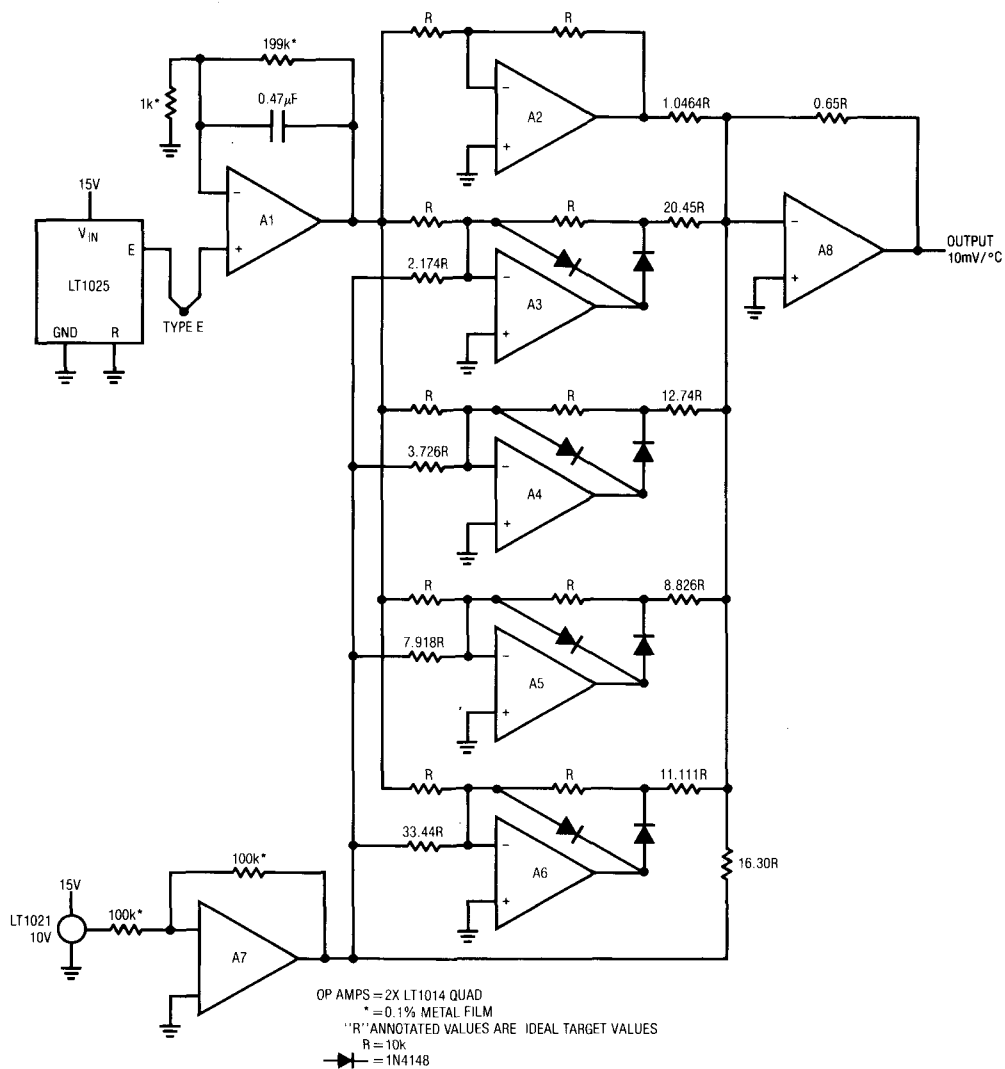 R R
199k*
0.47µF
1k*
A2
1.0464R 0.65R
15V
VIN
E
LT1025
GND R
TYPE E
A1
R R 20.45R
2.174R
A3
A8
OUTPUT
10mV/°C
R R 12.74R
3.726R
A4
R R 8.826R
7.918R
A5
R R 11.111R
33.44R
A6
16.30R
100k*
15V
100k*
LT1021
10V
A7
OP AMPS = 2X LT1014 QUAD
* = 0.1% METAL FILM
"R" ANNOTATED VALUES ARE IDEAL TARGET VALUES
R = 10k
= 1N4148